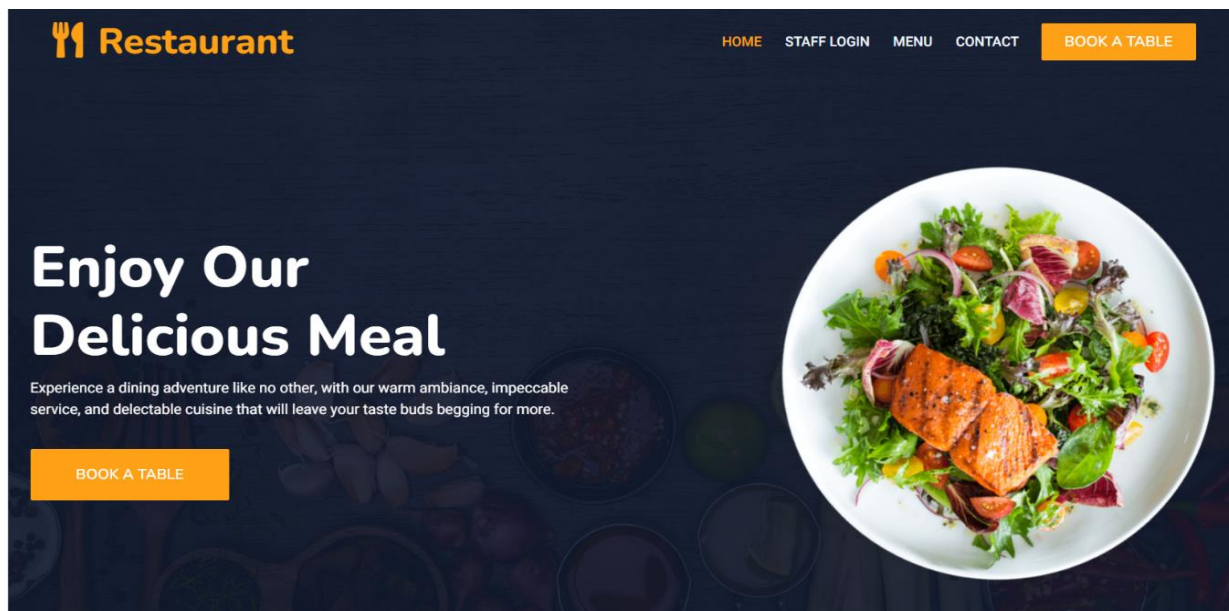 Restaurant
HOME STAFF LOGIN MENU CONTACT BOOK A TABLE
Enjoy Our
Delicious Meal
Experience a dining adventure like no other, with our warm ambiance, impeccable
service, and delectable cuisine that will leave your taste buds begging for more.
BOOK A TABLE